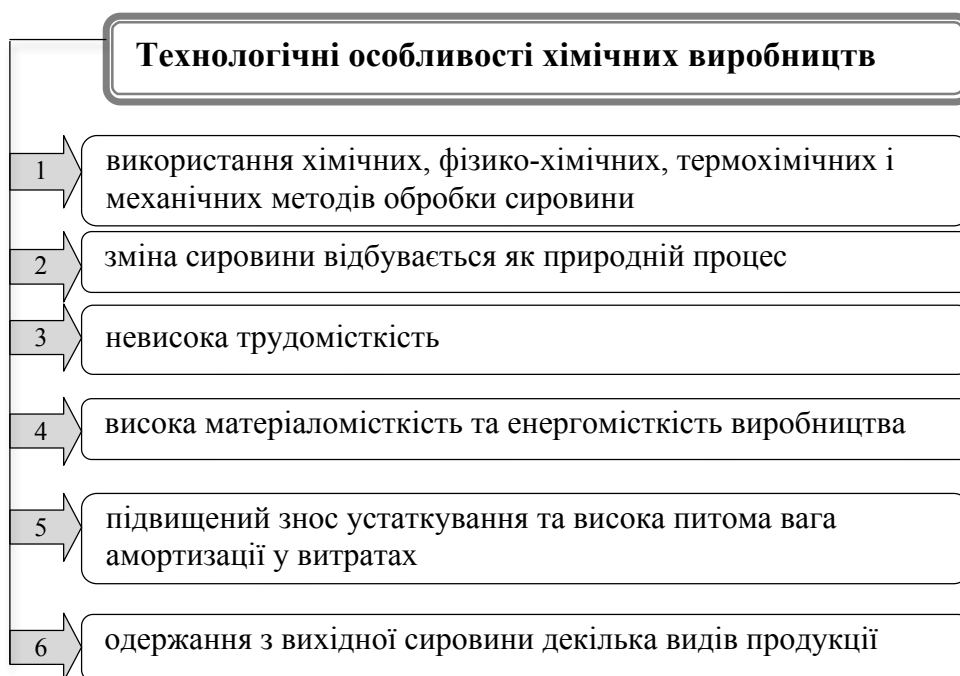 Технологічні особливості хімічних виробництв
1
використання хімічних, фізико-хімічних, термохімічних і
механічних методів обробки сировини
2
зміна сировини відбувається як природній процес
3
невисока трудомісткість
4
висока матеріаломісткість та енергомісткість виробництва
5
підвищений знос устаткування та висока питома вага
амортизації у витратах
6
одержання з вихідної сировини декілька видів продукції